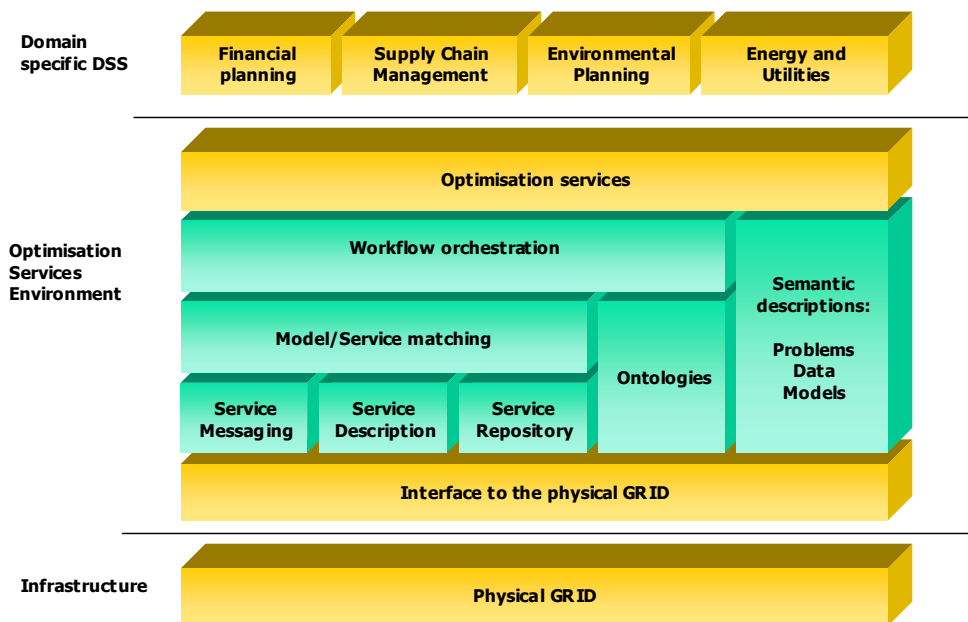 Domain
specific DSS
Financial
planning
Supply Chain
Management
Environmental
Planning
Energy and
Utilities
Optimisation services
Optimisation
Services
Environment
Workflow orchestration
Semantic
descriptions:
Problems
Data
Models
Model/Service matching
Ontologies
Service
Messaging
Service
Description
Service
Repository
Interface to the physical GRID
Infrastructure
Physical GRID